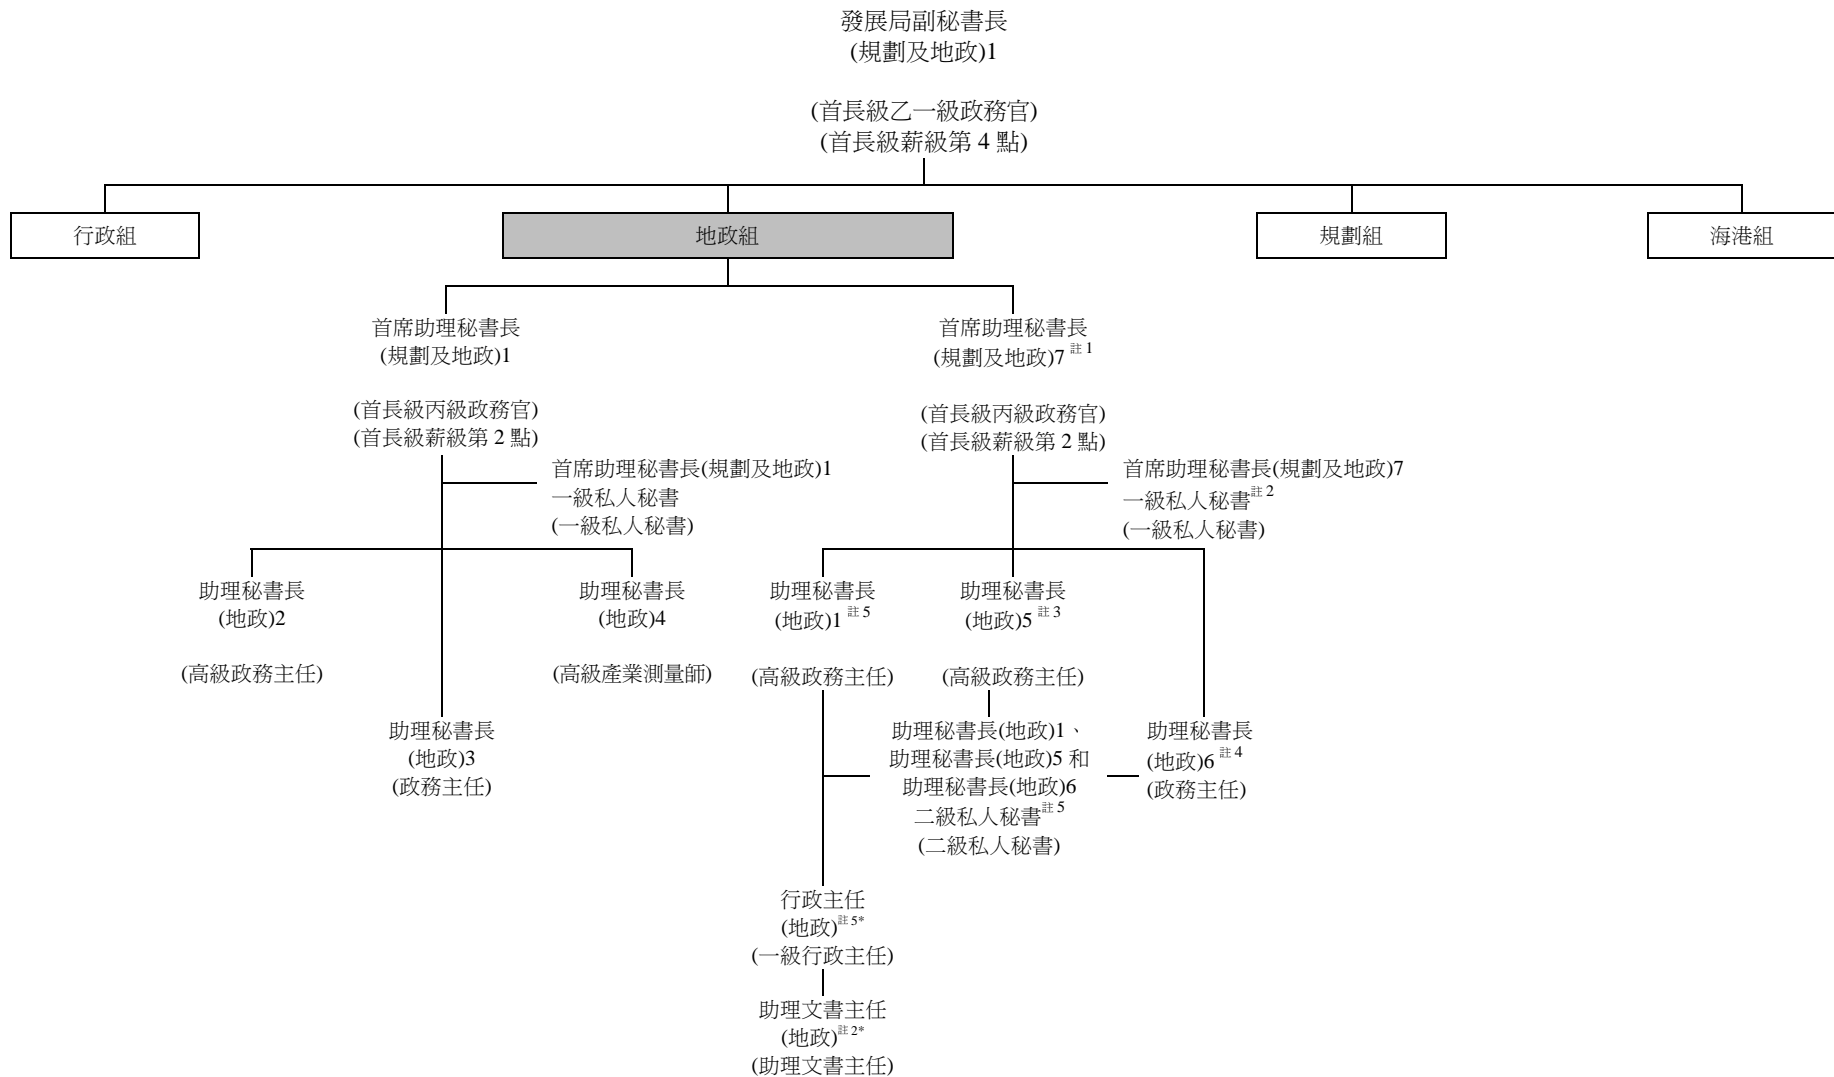 發展局副秘書長
(規劃及地政)1
(首長級乙一級政務官)
(首長級薪級第 4 點)
行政組
地政組
規劃組
海港組
首席助理秘書長
(規劃及地政)1
(首長級丙級政務官)
(首長級薪級第 2 點)
首席助理秘書長(規劃及地政)1
一級私人秘書
(一級私人秘書)
首席助理秘書長
(規劃及地政)7 註 1
(首長級丙級政務官)
(首長級薪級第 2 點)
首席助理秘書長(規劃及地政)7
一級私人秘書註 2
(一級私人秘書)
助理秘書長
(地政)2
(高級政務主任)
助理秘書長
(地政)3
(政務主任)
助理秘書長
(地政)4
(高級產業測量師)
助理秘書長
(地政)1 註 5
(高級政務主任)
助理秘書長
(地政)5 註 3
(高級政務主任)
助理秘書長(地政)1、
助理秘書長(地政)5 和
助理秘書長(地政)6
二級私人秘書註 5
(二級私人秘書)
助理秘書長
(地政)6 註 4
(政務主任)
行政主任
(地政)註 5*
(一級行政主任)
助理文書主任
(地政)註 2*
(助理文書主任)